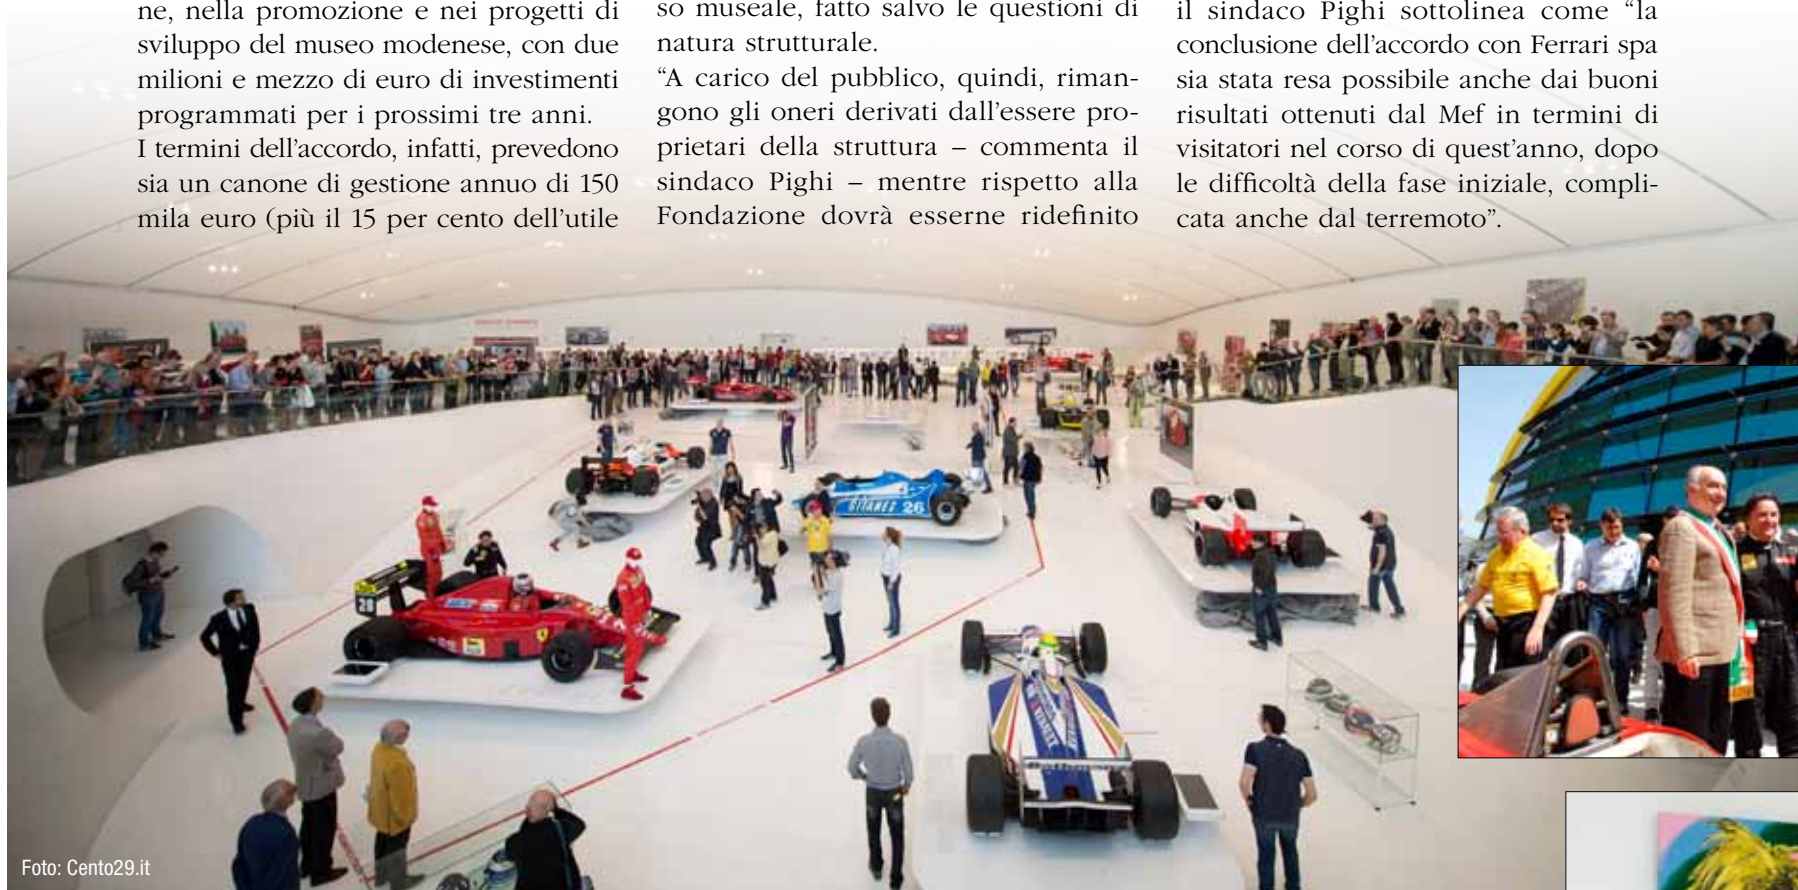 ne, nella promozione e nei progetti di
sviluppo del museo modenese, con due
milioni e mezzo di euro di investimenti
programmati per i prossimi tre anni.
I termini dell’accordo, infatti, prevedono
sia un canone di gestione annuo di 150
mila euro (più il 15 per cento dell’utile
so museale, fatto salvo le questioni di
natura strutturale.
“A carico del pubblico, quindi, riman-
gono gli oneri derivati dall’essere pro-
prietari della struttura – commenta il
sindaco Pighi – mentre rispetto alla
Fondazione dovrà esserne ridefinito
il sindaco Pighi sottolinea come “la
conclusione dell’accordo con Ferrari spa
sia stata resa possibile anche dai buoni
risultati ottenuti dal Mef in termini di
visitatori nel corso di quest’anno, dopo
le difficoltà della fase iniziale, compli-
cata anche dal terremoto”.
GITANES 26
28
Foto: Cento29.it